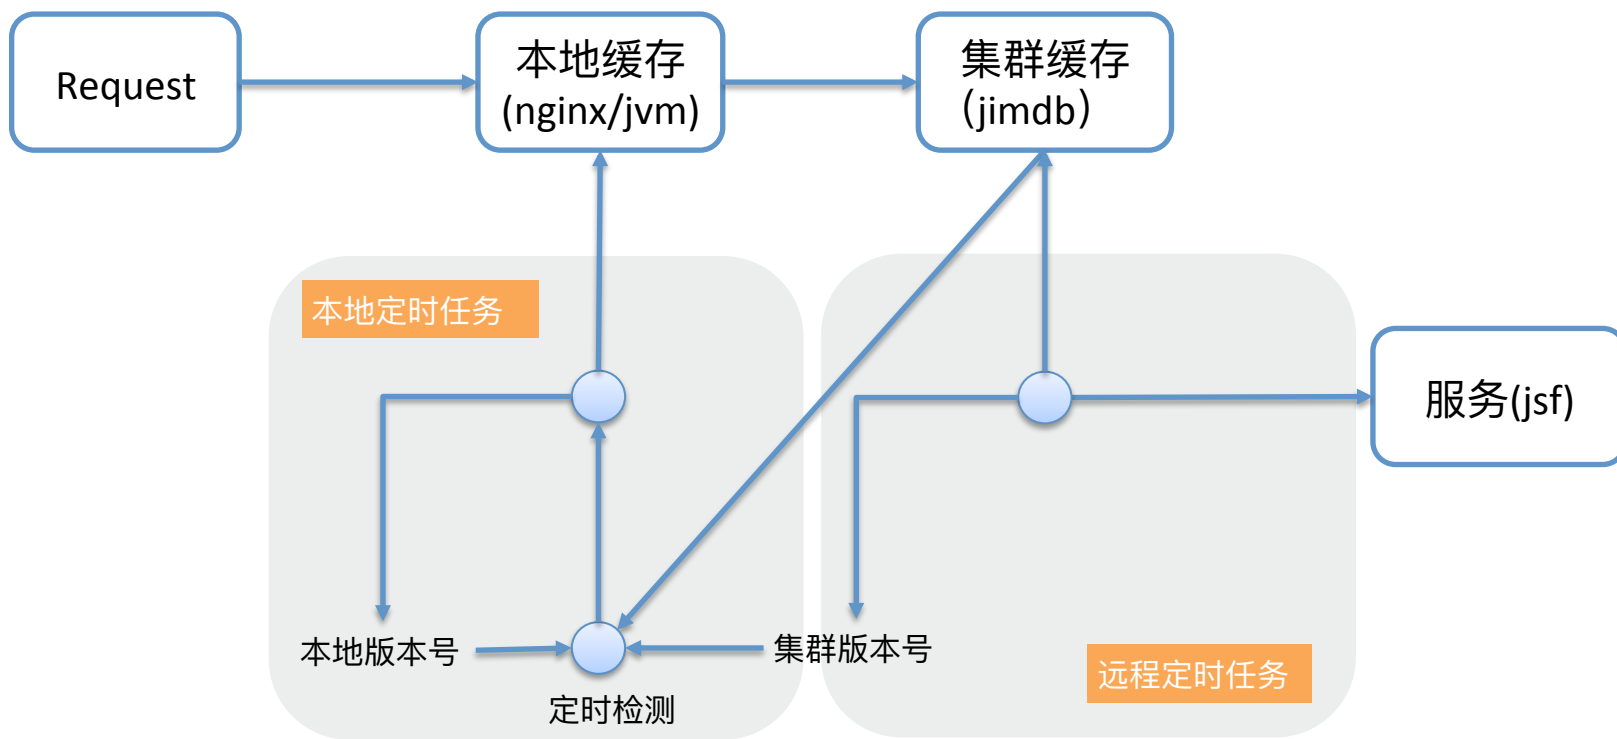 Request
本地缓存
(nginx/jvm)
集群缓存
（jimdb）
本地定时任务
服务(jsf)
本地版本号
集群版本号
定时检测
远程定时任务